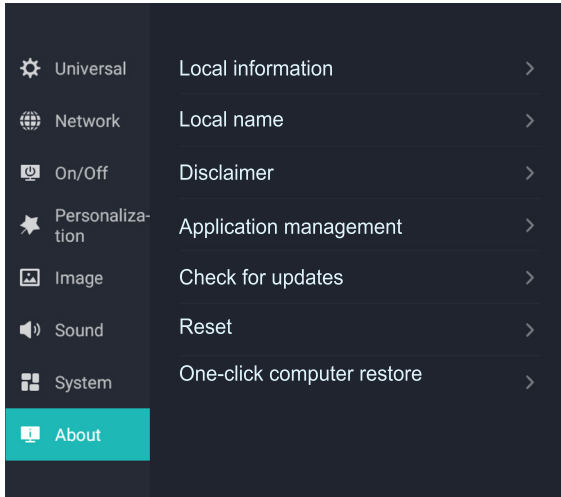 Universal
Network
On/Off
Personaliza-
tion
Image
Sound
System
About
Local information
Local name
Disclaimer
Application management
Check for updates
Reset
One-click computer restore